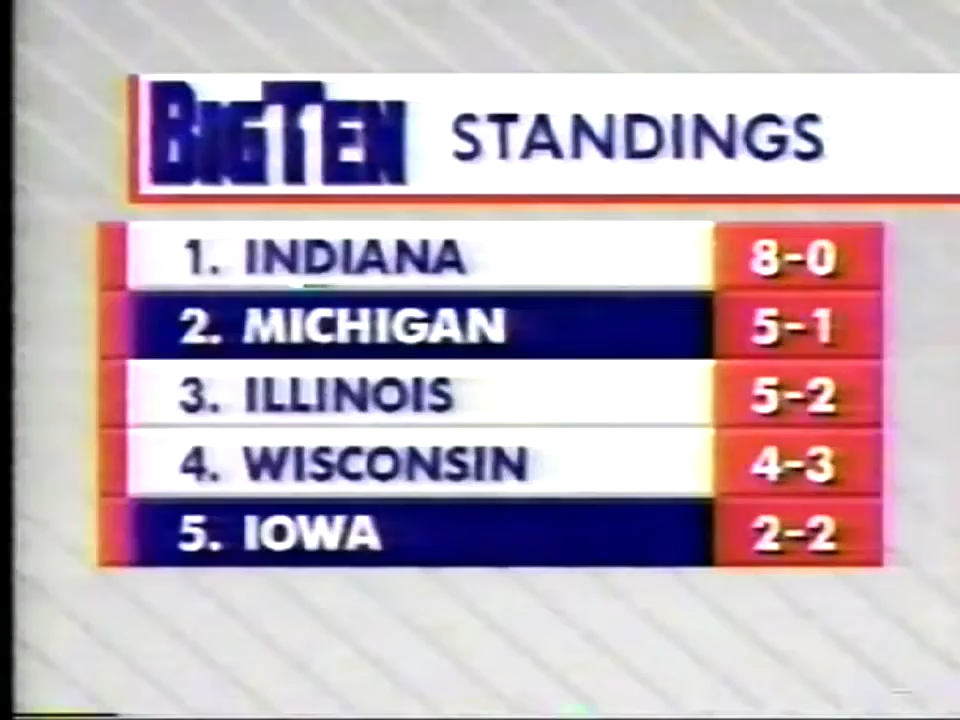 BIG TEN STANDINGS
1. INDIANA 8-0
2. MICHIGAN 5-1
3. ILLINOIS 5-2
4. WISCONSIN 4-3
5. IOWA 2-2